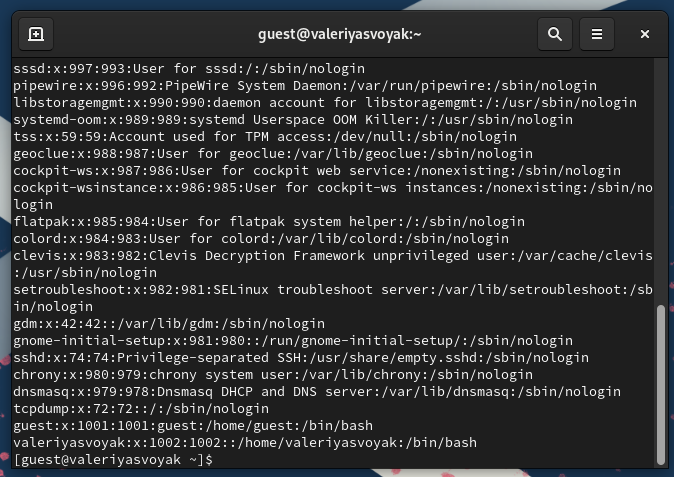 guest@valeriyasvoyak:~
sssd:x:997:993:User for sssd:/:/sbin/nologin
pipewire:x:996:992:PipeWire System Daemon:/var/run/pipewire:/sbin/nologin
libstoragemgmt:x:990:990:daemon account for libstoragemgmt:/:/usr/sbin/nologin
systemd-oom:x:989:989:systemd Userspace OOM Killer:/:/usr/sbin/nologin
tss:x:59:59:Account used for TPM access:/dev/null:/sbin/nologin
geoclue:x:988:987:User for geoclue:/var/lib/geoclue:/sbin/nologin
cockpit-ws:x:987:986:User for cockpit web service:/nonexisting:/sbin/nologin
cockpit-wsinstance:x:986:985:User for cockpit-ws instances:/nonexisting:/sbin/no
login
flatpak:x:985:984:User for flatpak system helper:/:/sbin/nologin
colord:x:984:983:User for colord:/var/lib/colord:/sbin/nologin
clevis:x:983:982:Clevis Decryption Framework unprivileged user:/var/cache/clevis
:/usr/sbin/nologin
setroubleshoot:x:982:981:SELinux troubleshoot server:/var/lib/setroubleshoot:/sb
in/nologin
gdm:x:42:42::/var/lib/gdm:/sbin/nologin
gnome-initial-setup:x:981:980::/run/gnome-initial-setup/:/sbin/nologin
sshd:x:74:74:Privilege-separated SSH:/usr/share/empty.sshd:/sbin/nologin
chrony:x:980:979:chrony system user:/var/lib/chrony:/sbin/nologin
dnsmasq:x:979:978:Dnsmasq DHCP and DNS server:/var/lib/dnsmasq:/sbin/nologin
tcpdump:x:72:72::/:/sbin/nologin
guest:x:1001:1001:guest:/home/guest:/bin/bash
valeriyasvoyak:x:1002:1002::/home/valeriyasvoyak:/bin/bash
[guest@valeriyasvoyak ~]$